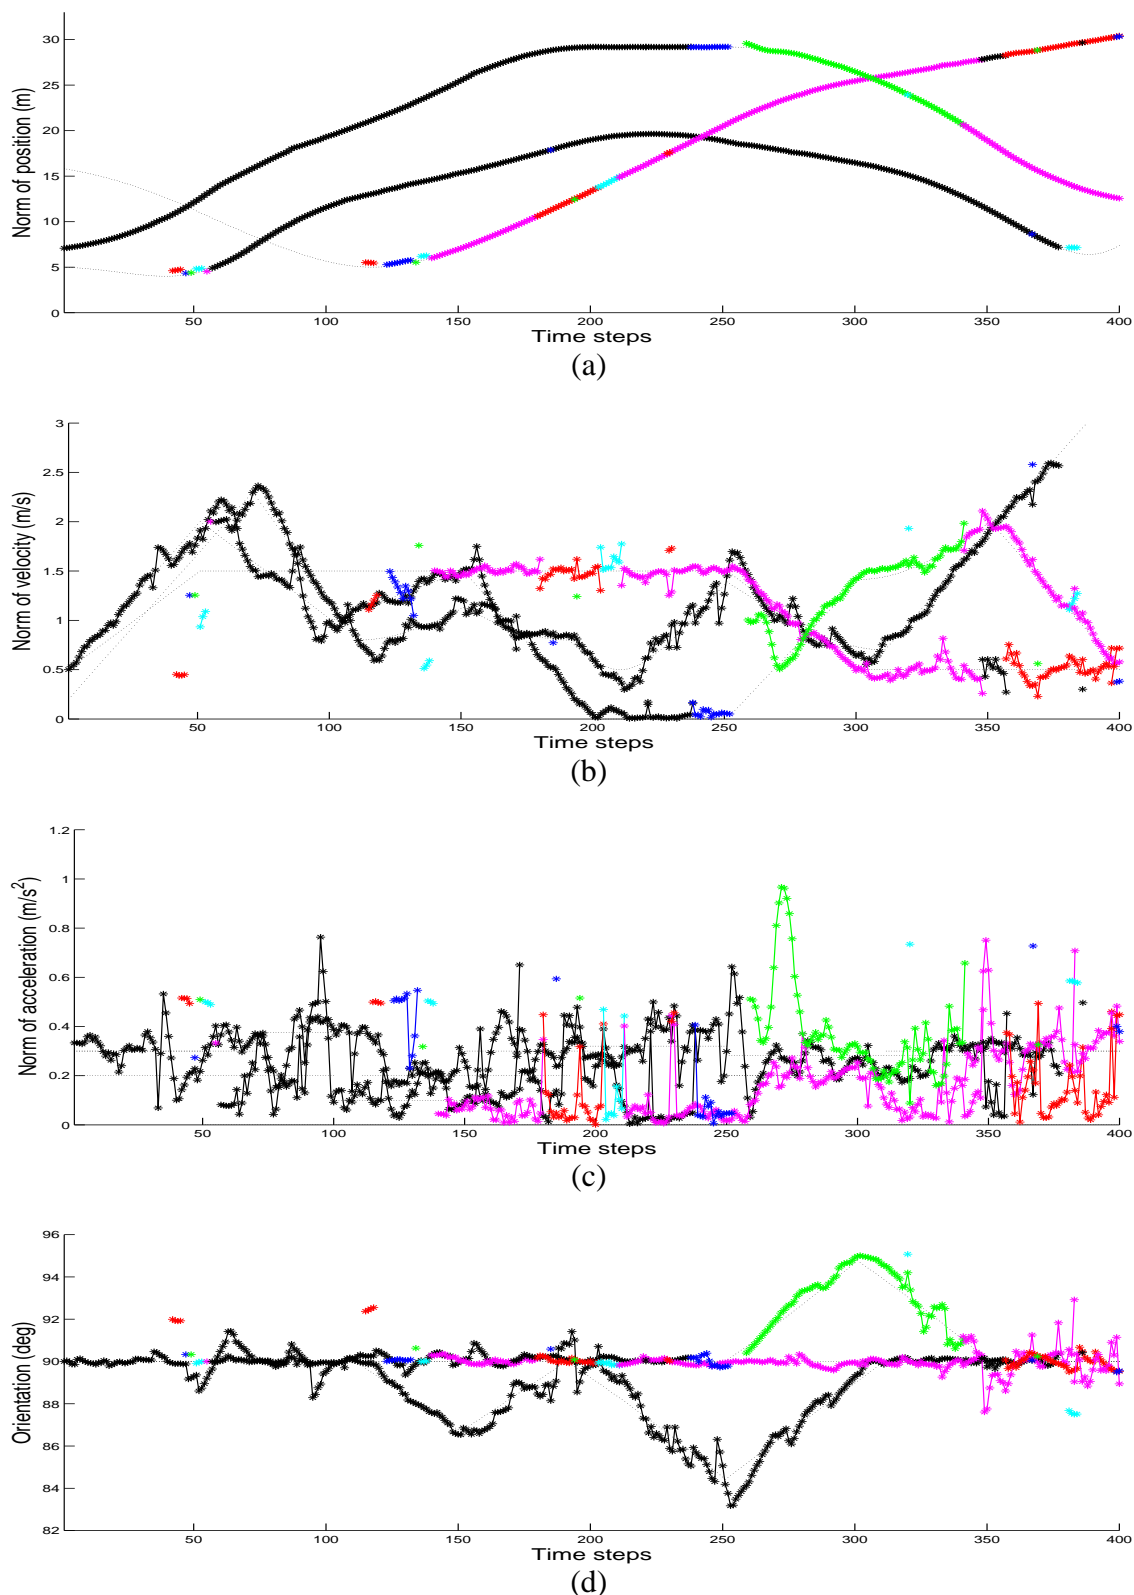 30
25
20
15
10
5
0
50 100 150 200 250 300 350 400
Norm of position (m)
Time steps
(a)
3
2.5
2
1.5
1
0.5
0
50 100 150 200 250 300 350 400
Norm of velocity (m/s)
Time steps
(b)
1.2
1
0.8
0.6
0.4
0.2
0
50 100 150 200 250 300 350 400
Norm of acceleration (m/s²)
Time steps
(c)
96
94
92
90
88
86
84
82
50 100 150 200 250 300 350 400
Orientation (deg)
Time steps
(d)